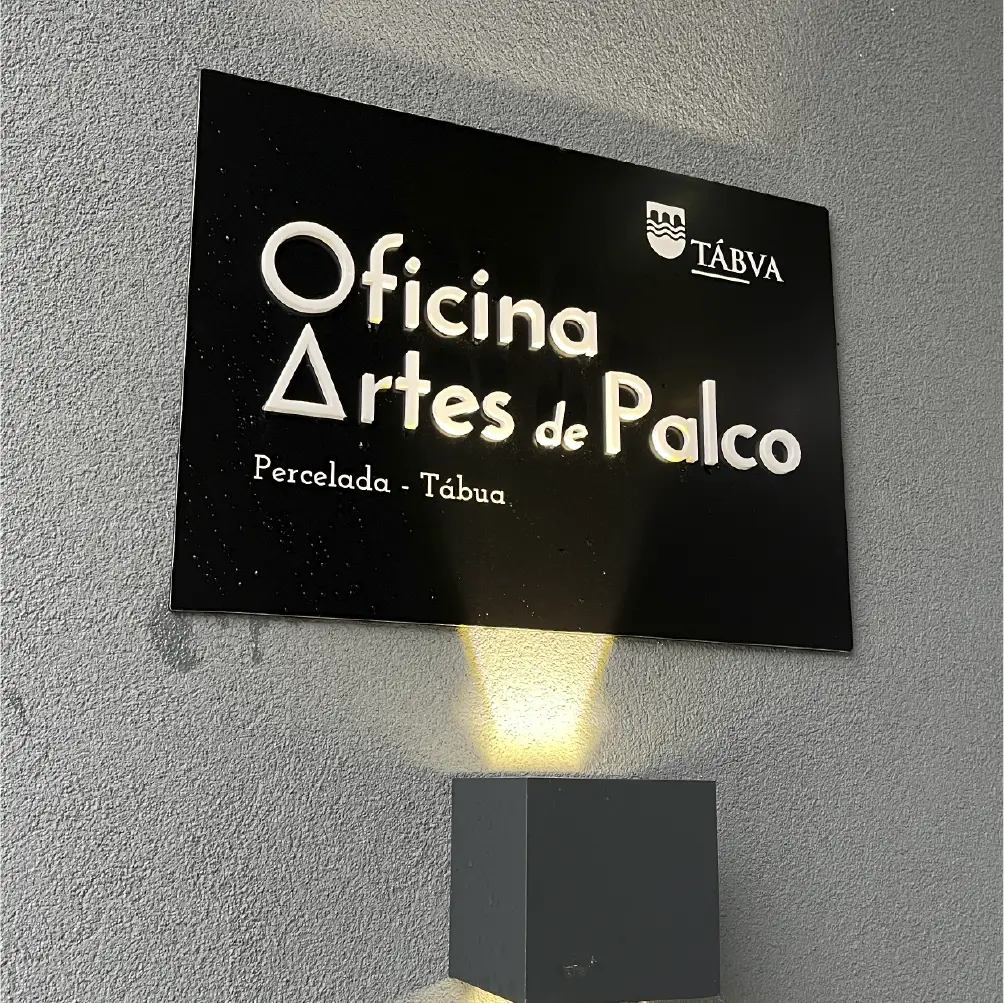 TÁBVA
Oficina
Artes de Palco
Percelada - Tábua